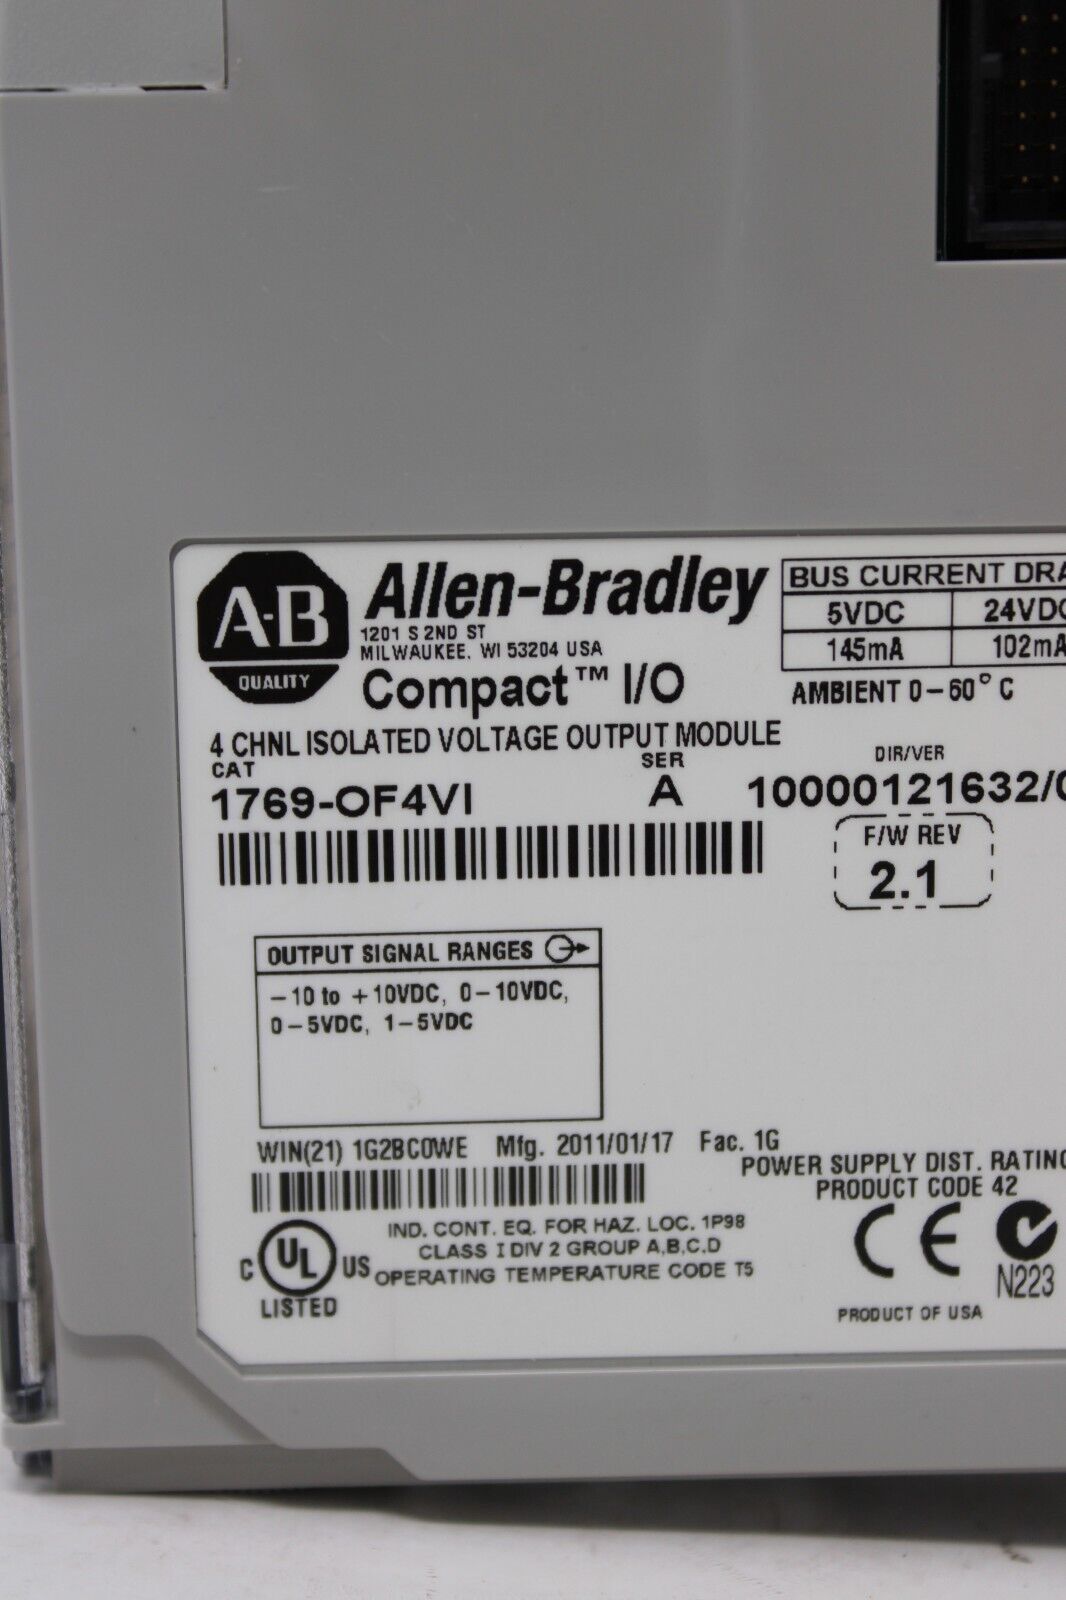 A-B
QUALITY
Allen-Bradley
1201 S 2ND ST
MILWAUKEE, WI 53204 USA
Compact™ I/O
BUS CURRENT DRA
5VDC 24VDC
145mA 102mA
AMBIENT 0-60° C
4 CHNL ISOLATED VOLTAGE OUTPUT MODULE
CAT SER DIR/VER
1769-OF4VI A 10000121632/
F/W REV
2.1
OUTPUT SIGNAL RANGES
-10 to +10VDC, 0-10VDC,
0-5VDC, 1-5VDC
WIN(21) 1G2BC0WE Mfg. 2011/01/17 Fac. 1G
POWER SUPPLY DIST. RATING
PRODUCT CODE 42
C UL US
LISTED
IND. CONT. EQ. FOR HAZ. LOC. 1P98
CLASS I DIV 2 GROUP A,B,C,D
OPERATING TEMPERATURE CODE T5
CE
N223
PRODUCT OF USA